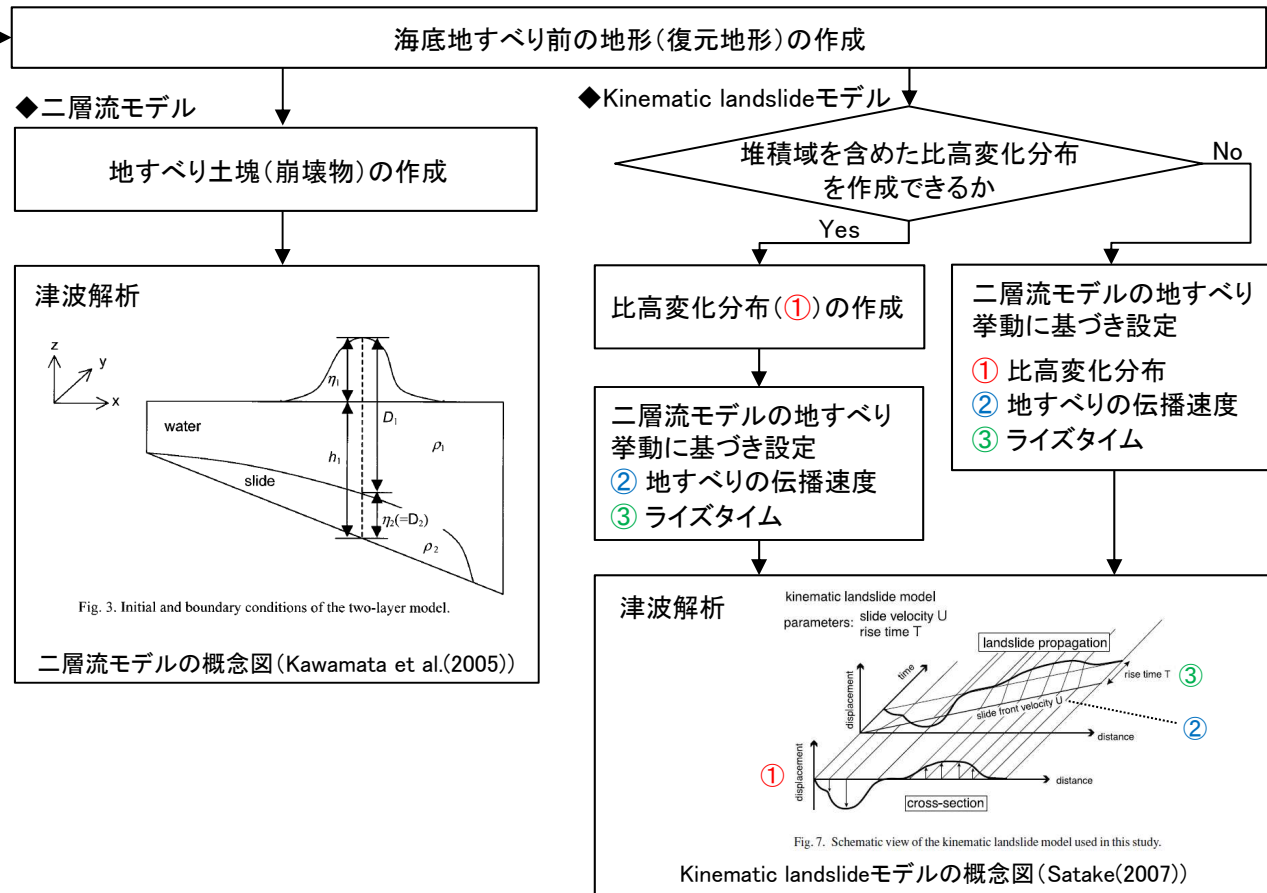 海底地すべり前の地形(復元地形)の作成
◆二層流モデル
地すべり土塊(崩壊物)の作成
津波解析
z
y
x
water
slide
η₁
D₁
h₁
ρ₁
η₂(=D₂)
ρ₂
Fig. 3. Initial and boundary conditions of the two-layer model.
二層流モデルの概念図(Kawamata et al.(2005))
◆Kinematic landslideモデル
堆積域を含めた比高変化分布
を作成できるか
No
Yes
比高変化分布(①)の作成
二層流モデルの地すべり
挙動に基づき設定
② 地すべりの伝播速度
③ ライズタイム
二層流モデルの地すべり
挙動に基づき設定
① 比高変化分布
② 地すべりの伝播速度
③ ライズタイム
津波解析
kinematic landslide model
parameters: slide velocity U
rise time T
landslide propagation
time
displacement
rise time T
③
slide front velocity U
②
distance
①
displacement
distance
cross-section
Fig. 7. Schematic view of the kinematic landslide model used in this study.
Kinematic landslideモデルの概念図(Satake(2007))